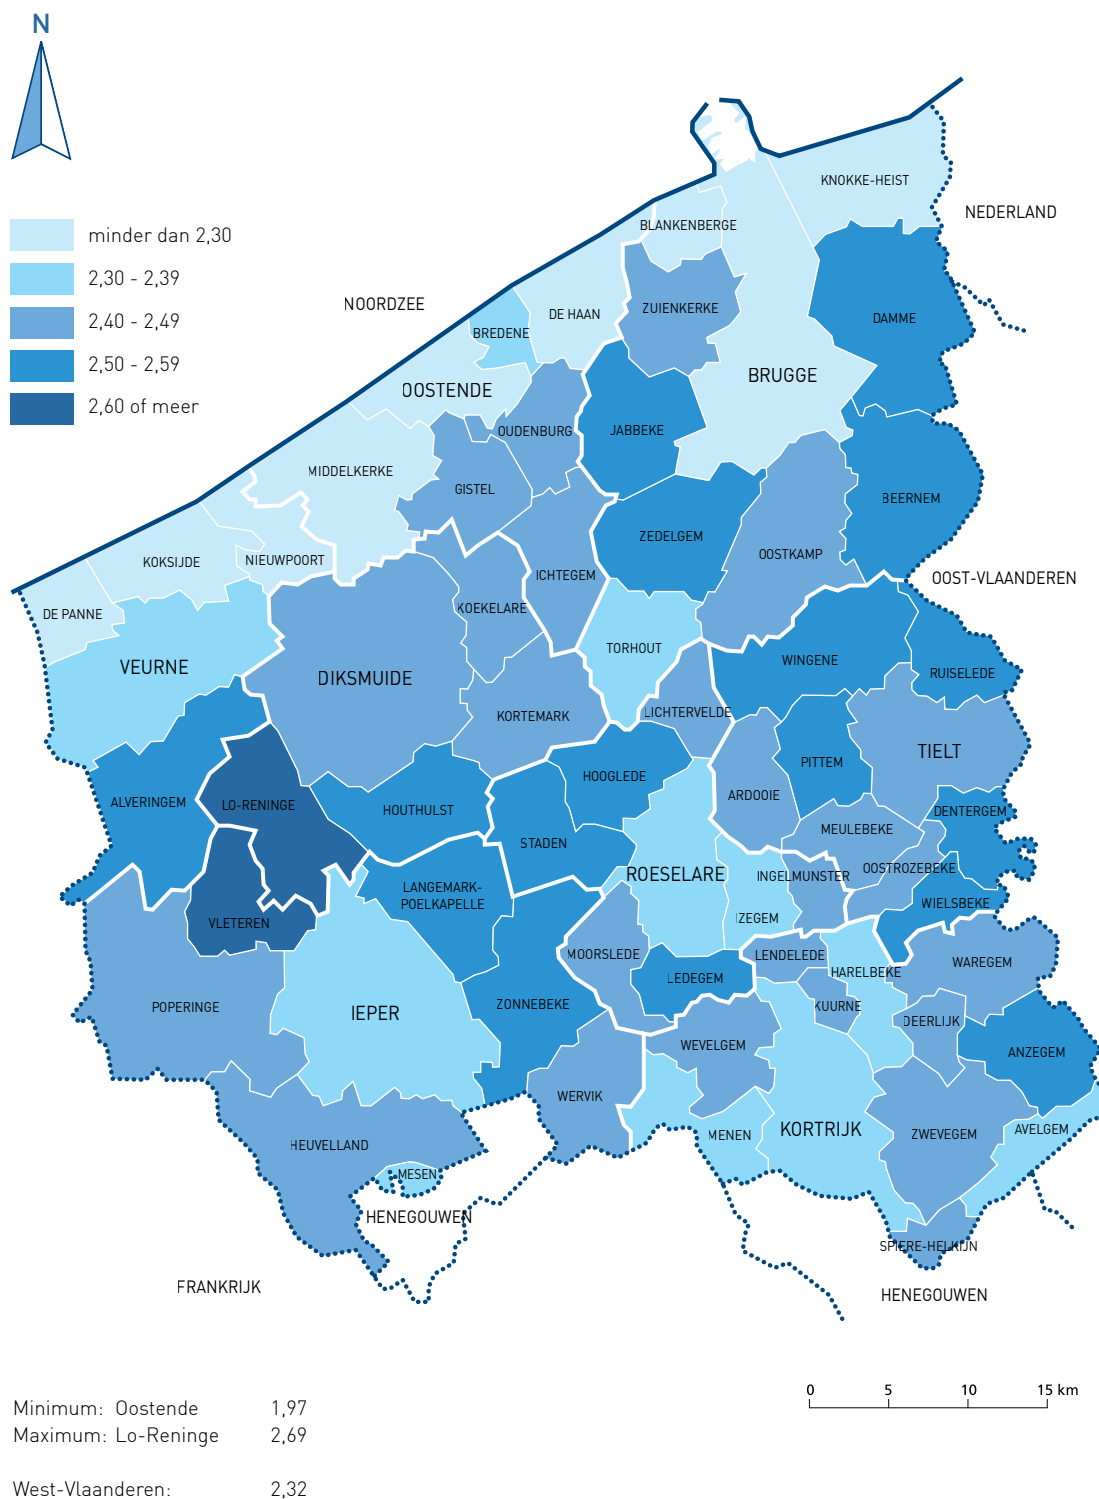 N
minder dan 2,30
2,30 - 2,39
2,40 - 2,49
2,50 - 2,59
2,60 of meer
KNOKKE-HEIST
NEDERLAND
BLANKENBERGE
NOORDZEE
DE HAAN
ZUIENKERKE
DAMME
BREDENE
BRUGGE
OOSTENDE
OUDENBURG
JABBEKE
MIDDELKERKE
GISTEL
BEERNEM
ZEDELGEM
OOSTKAMP
KOKSIJDE
NIEUWPOORT
ICHTEGEM
OOST-VLAANDEREN
DE PANNE
KOEKELARE
TORHOUT
VEURNE
WINGENE
RUISELEDE
DIKSMUIDE
KORTEMARK
LICHTERVELDE
TIELT
PITTEM
HOOGLEDE
ARDOOIE
ALVERINGEM
LO-RENINGE
HOUTHULST
DENTERGEM
MEULEBEKE
STADEN
ROESELARE
INGELMUNSTER
OOSTROZEBEKE
LANGEMARK-
POELKAPELLE
WIELSBEKE
VLETEREN
IZEGEM
MOORSLEDE
LENDELEDE
WAREGEM
HARELBEKE
LEDEGEM
POPERINGE
IEPER
ZONNEBEKE
KUURNE
DEERLIJK
WEVELGEM
ANZEGEM
WERVIK
HEUVELLAND
MENEN
KORTRIJK
ZWEVEGEM
AVELGEM
MESEN
HENEGOUWEN
SPIERE-HELKIJN
FRANKRIJK
HENEGOUWEN
0 5 10 15 km
Minimum: Oostende 1,97
Maximum: Lo-Reninge 2,69
West-Vlaanderen: 2,32